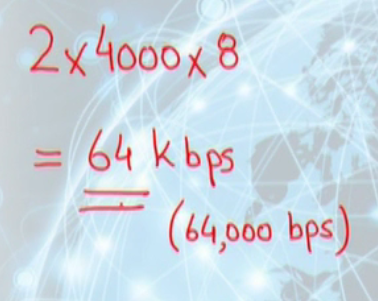 2x4000x8
= 64 kbps
(64,000 bps)